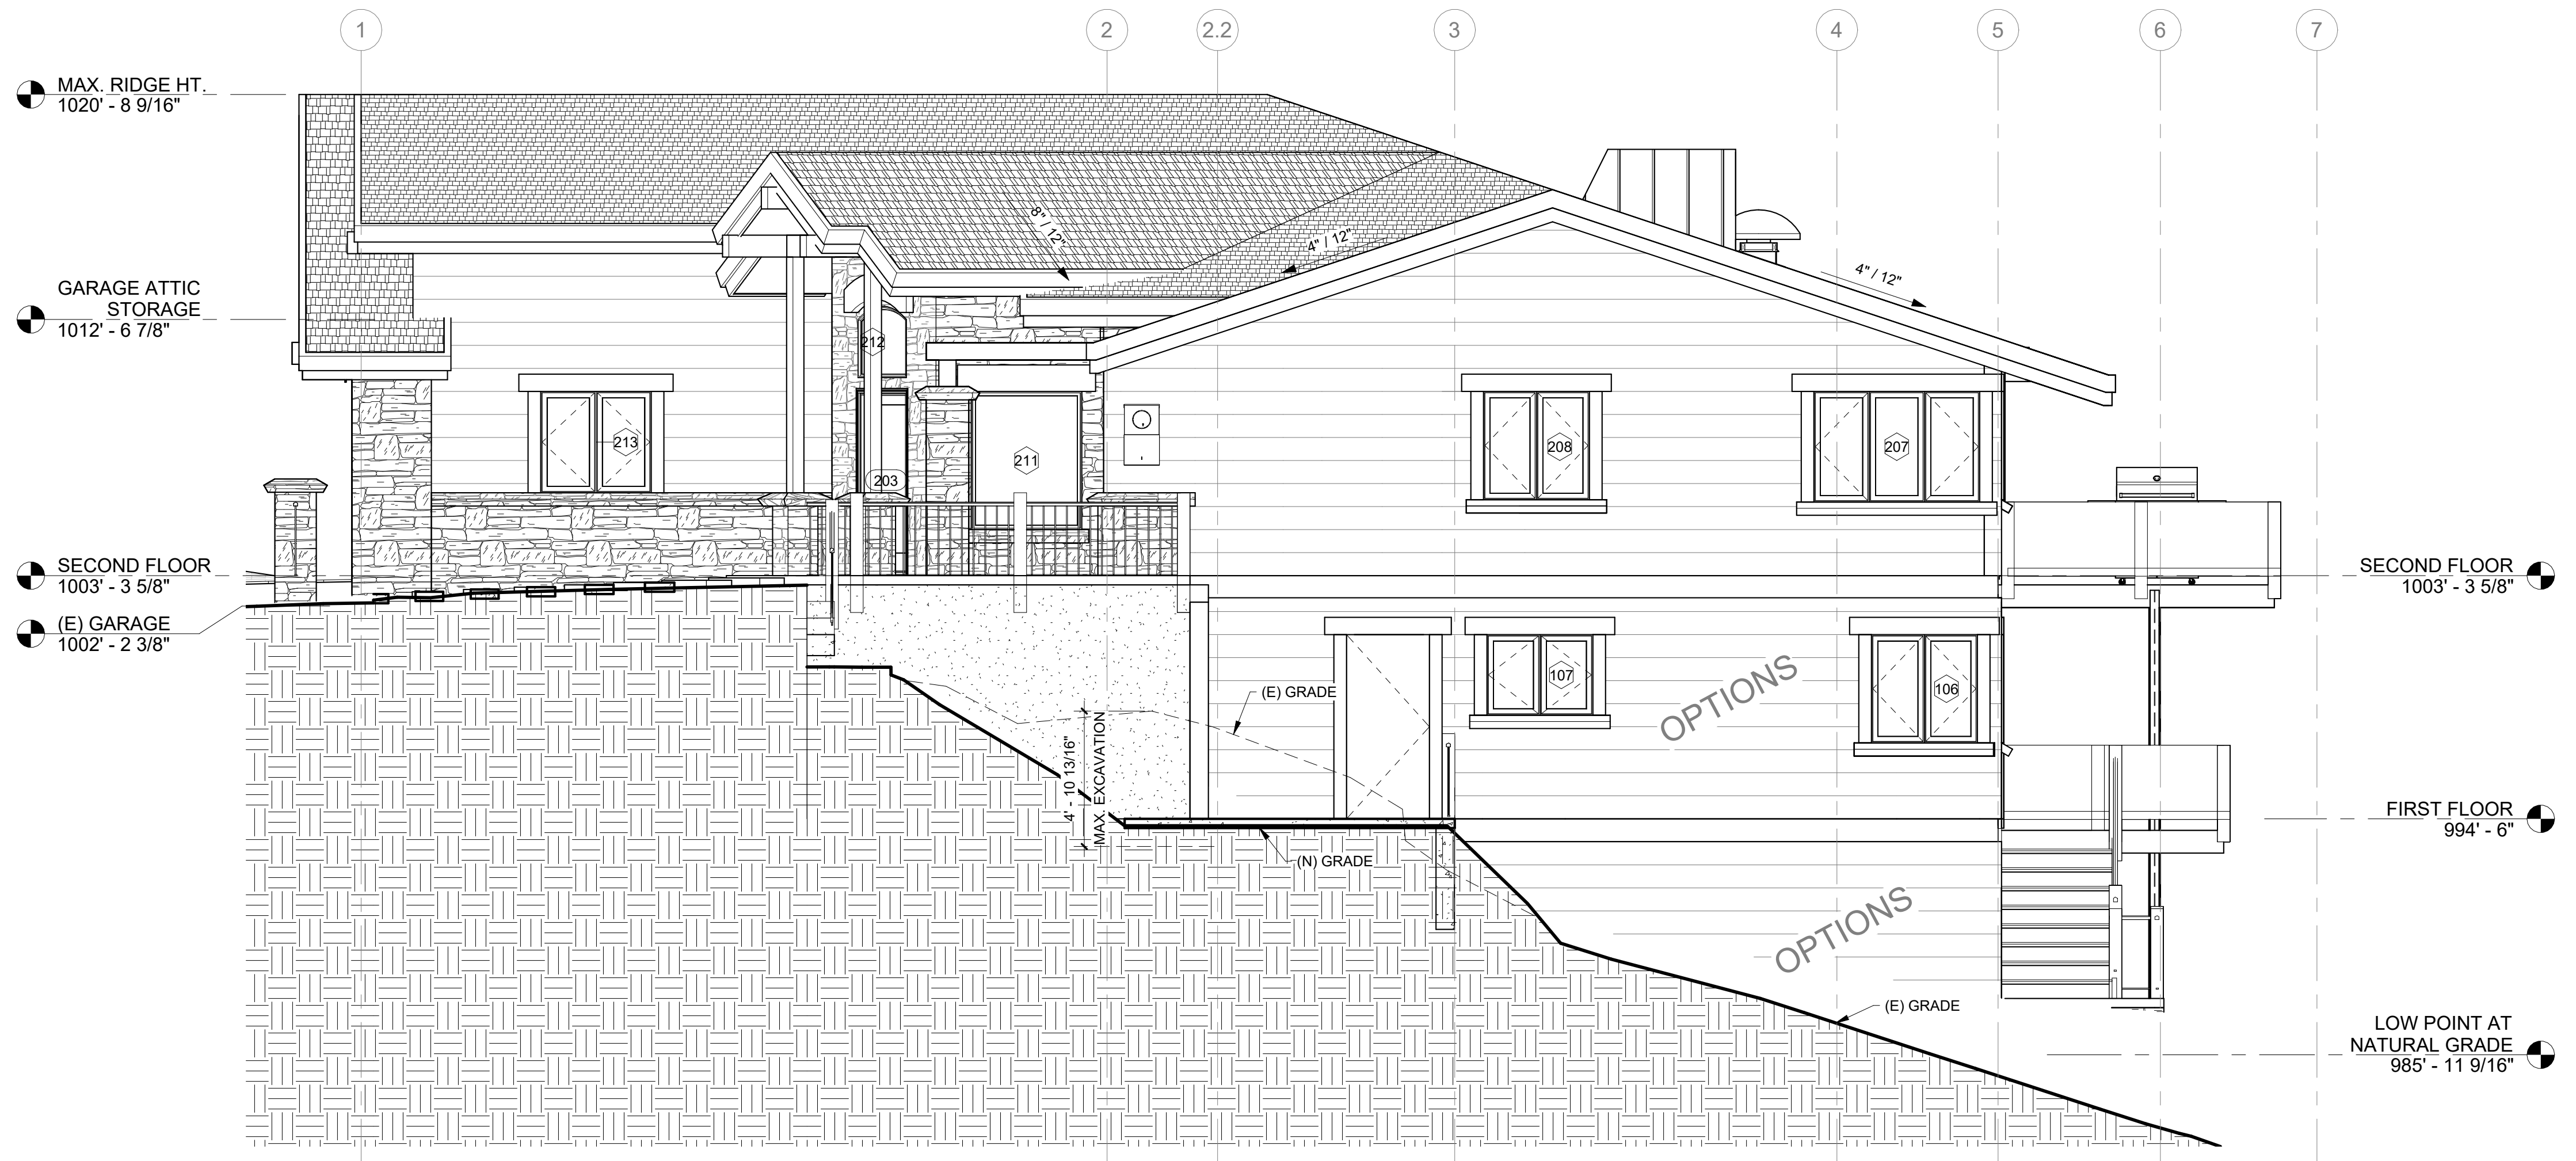 1
2
2.2
3
4
5
6
7
MAX. RIDGE HT.
1020' - 8 9/16"
8" / 12"
4" / 12"
4" / 12"
GARAGE ATTIC
STORAGE
1012' - 6 7/8"
212
213
211
208
207
203
SECOND FLOOR
1003' - 3 5/8"
SECOND FLOOR
1003' - 3 5/8"
(E) GARAGE
1002' - 2 3/8"
107
106
(E) GRADE
OPTIONS
4' - 10 13/16"
MAX. EXCAVATION
FIRST FLOOR
994' - 6"
(N) GRADE
OPTIONS
(E) GRADE
LOW POINT AT
NATURAL GRADE
985' - 11 9/16"